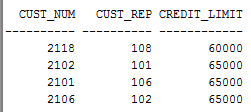 CUST_NUM CUST_REP CREDIT_LIMIT
---------- ---------- ------------
2118 108 60000
2102 101 65000
2101 106 65000
2106 102 65000